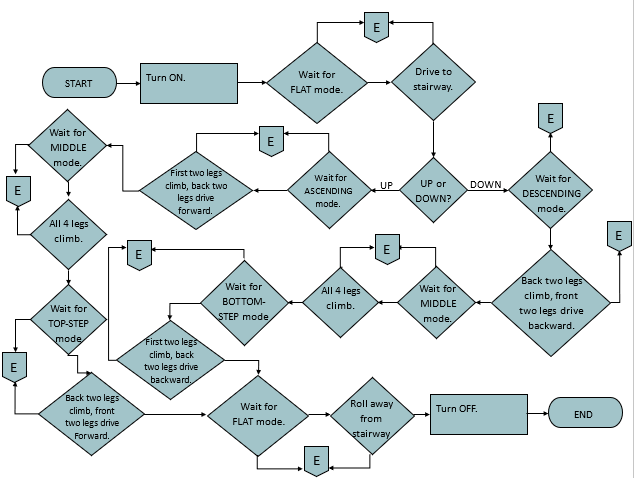 E
START
Turn ON.
Wait for
FLAT mode.
Drive to
stairway.
E
Wait for
MIDDLE
mode.
E
First two legs
climb, back two
legs drive
forward.
Wait for
ASCENDING
mode.
UP
UP or
DOWN?
DOWN
Wait for
DESCENDING
mode.
E
All 4 legs
climb.
E
E
E
Wait for
TOP-STEP
mode
Wait for
BOTTOM-
STEP mode
All 4 legs
climb.
Wait for
MIDDLE
mode.
Back two legs
climb, front
two legs drive
backward.
First two legs
climb, back
two legs drive
backward.
E
Back two legs
climb, front
two legs drive
Forward.
Wait for
FLAT mode.
Roll away
from
stairway
Turn OFF.
END
E